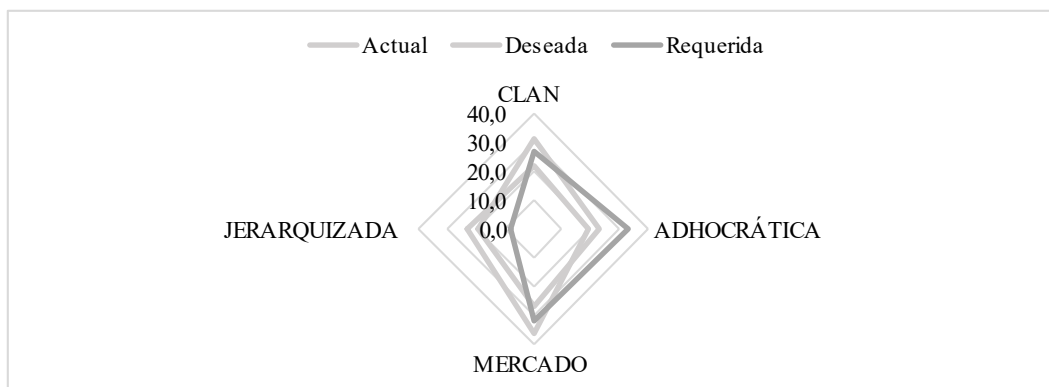 Actual Deseada Requerida
CLAN
40,0
30,0
20,0
10,0
JERARQUIZADA 0,0 ADHOCRÁTICA
MERCADO